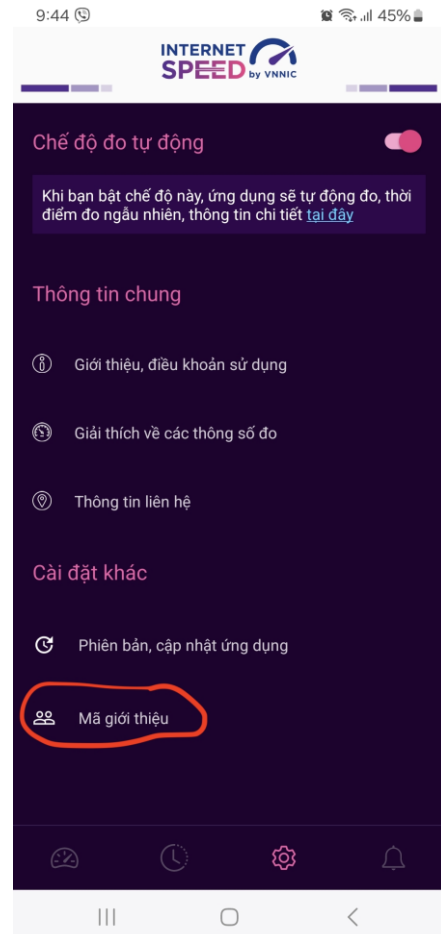 9:44
45%
INTERNET
SPEED by VNNIC
Chế độ đo tự động
Khi bạn bật chế độ này, ứng dụng sẽ tự động đo, thời
điểm đo ngẫu nhiên, thông tin chi tiết tại đây
Thông tin chung
Giới thiệu, điều khoản sử dụng
Giải thích về các thông số đo
Thông tin liên hệ
Cài đặt khác
Phiên bản, cập nhật ứng dụng
Mã giới thiệu